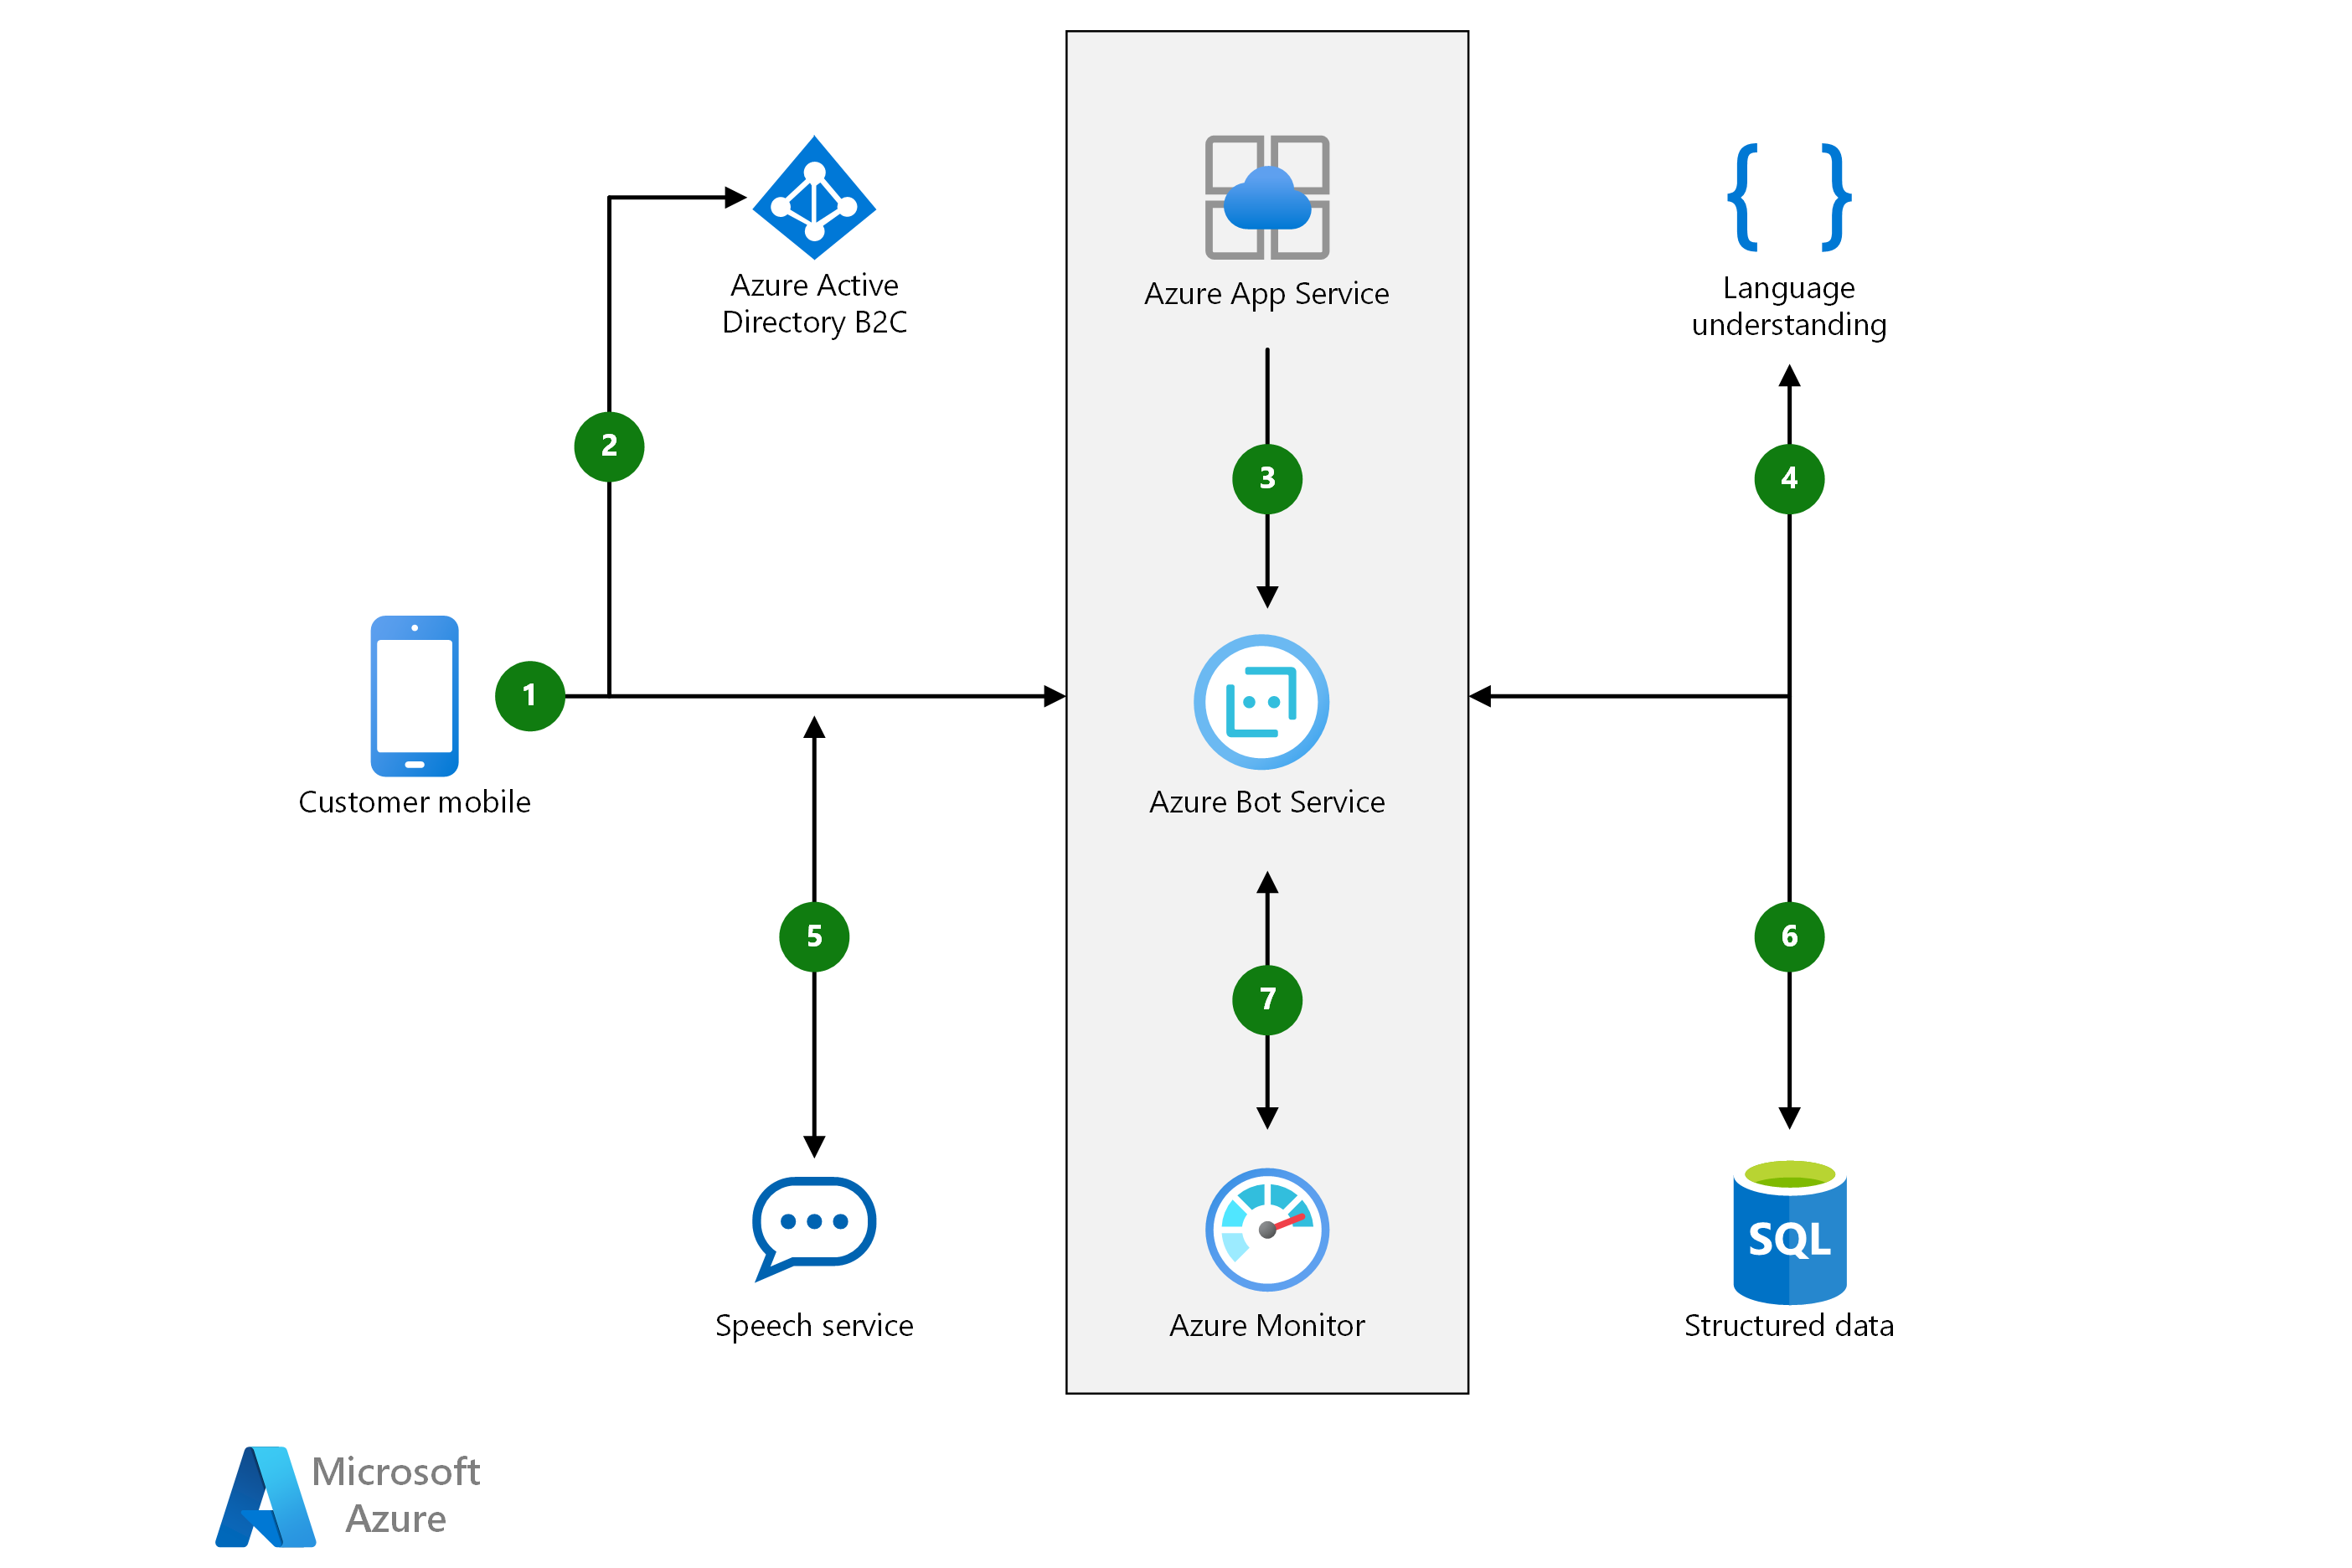 Azure Active
Directory B2C
Azure App Service
Language
understanding
2
3
4
1
Customer mobile
Azure Bot Service
5
7
6
Speech service
Azure Monitor
SQL
Structured data
Microsoft
Azure